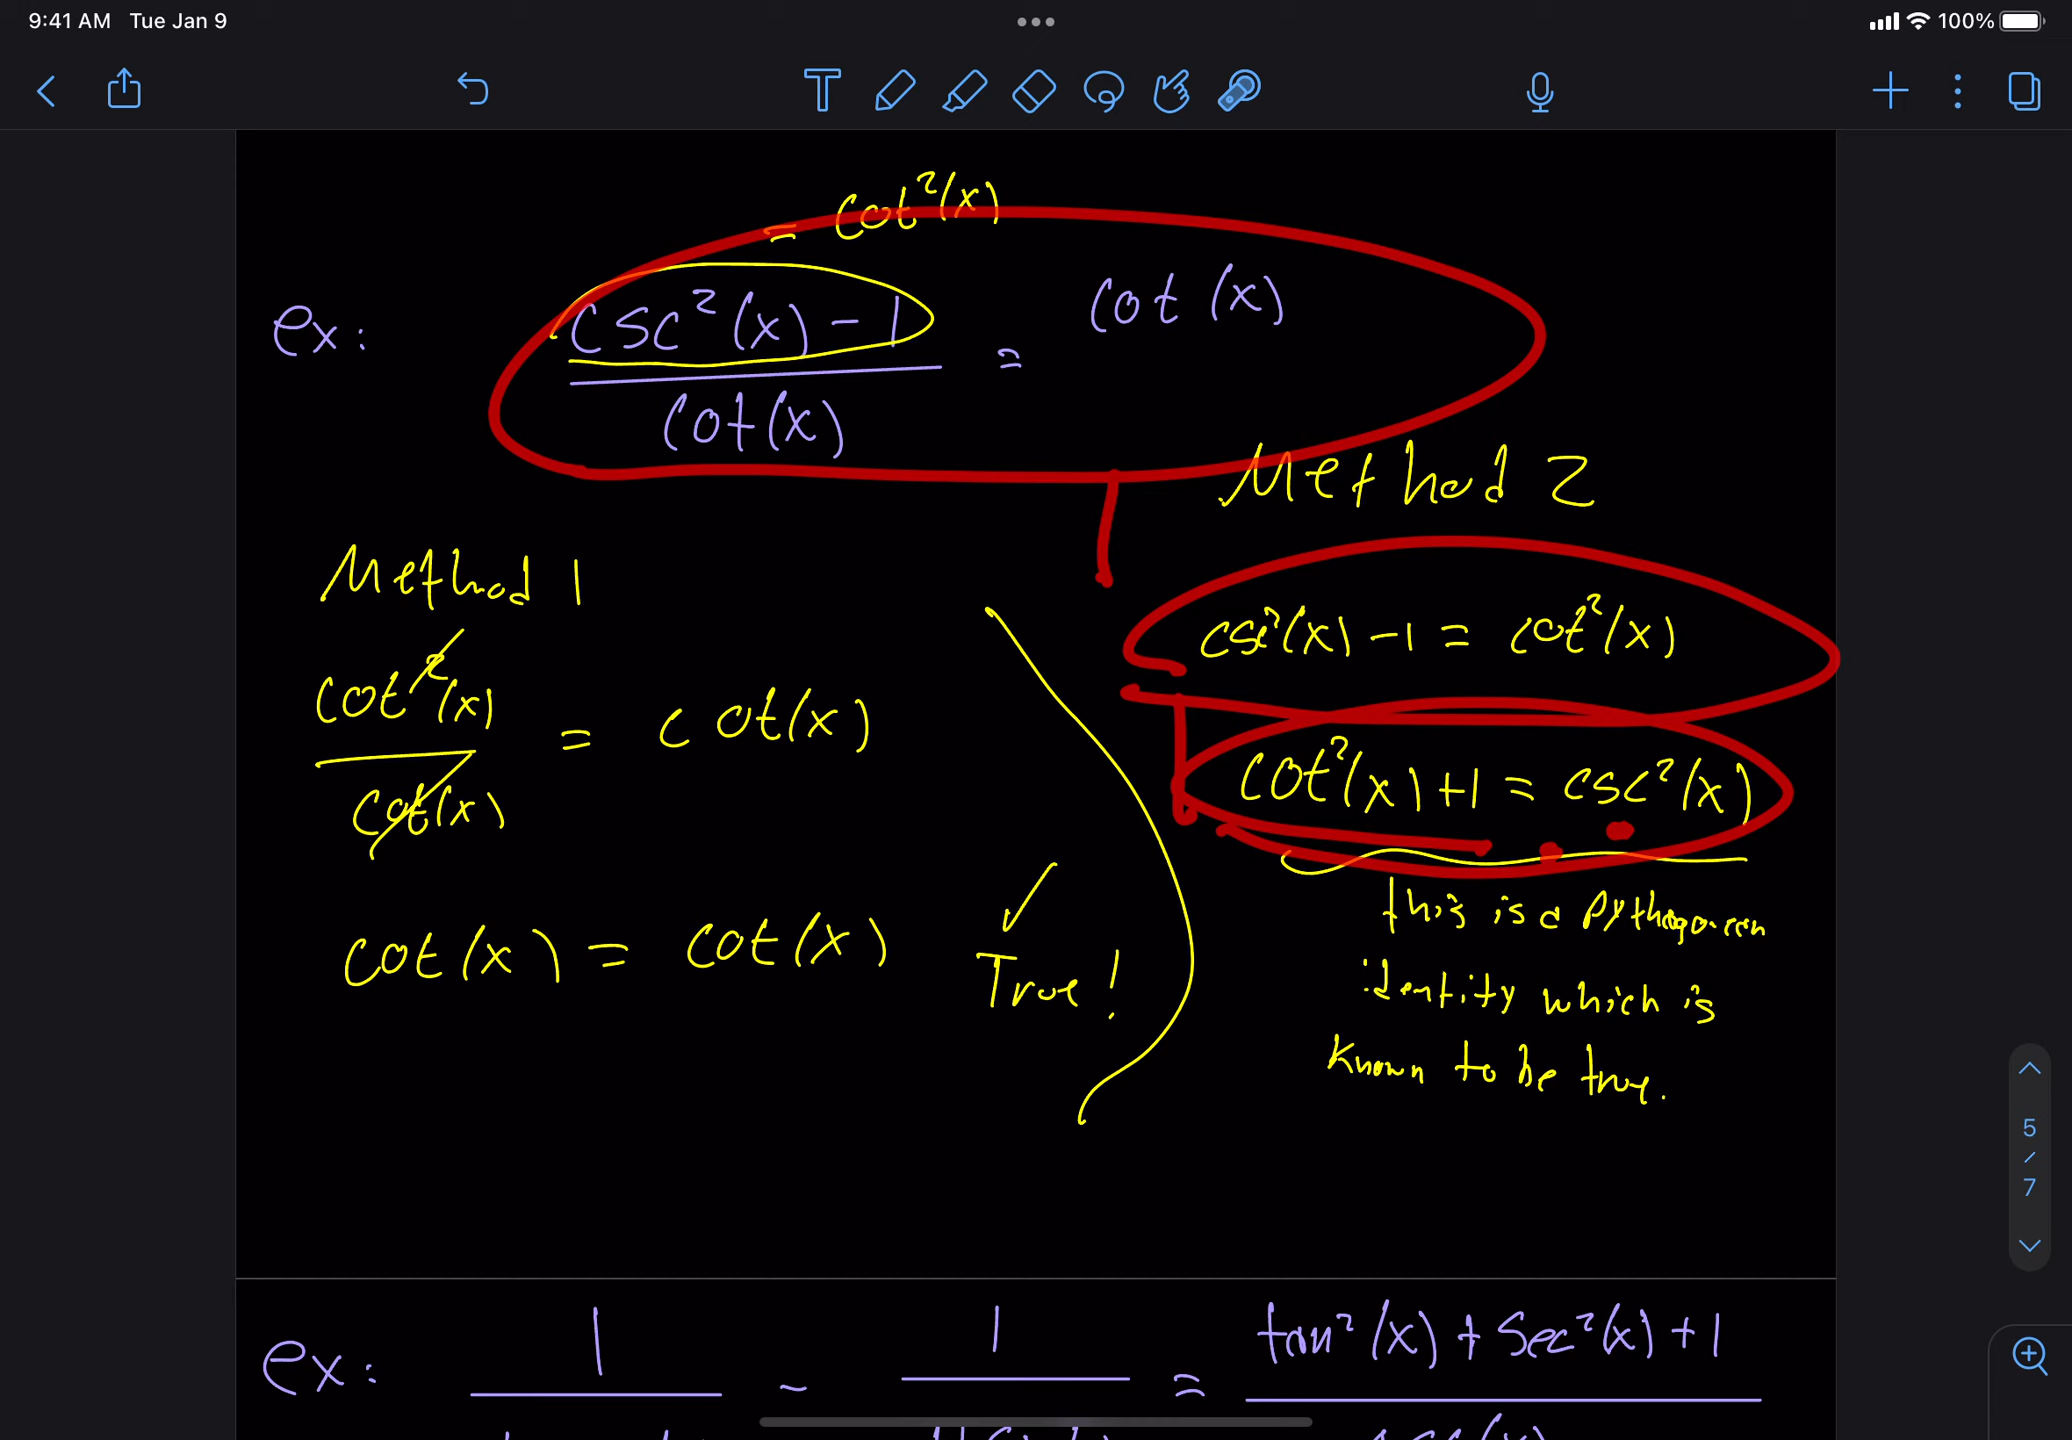 9:41 AM Tue Jan 9
100%
= cot²(x)
ex: csc²(x) - 1 / cot(x) = cot(x)
Method 2
Method 1
csc²(x) - 1 = cot²(x)
cot²(x) / cot(x) = cot(x)
cot²(x) + 1 = csc²(x)
this is a Pythagorean
identity which is
known to be true.
cot(x) = cot(x) ✓ True!
5
/
7
ex: 1 - 1 = tan²(x) + sec²(x) + 1